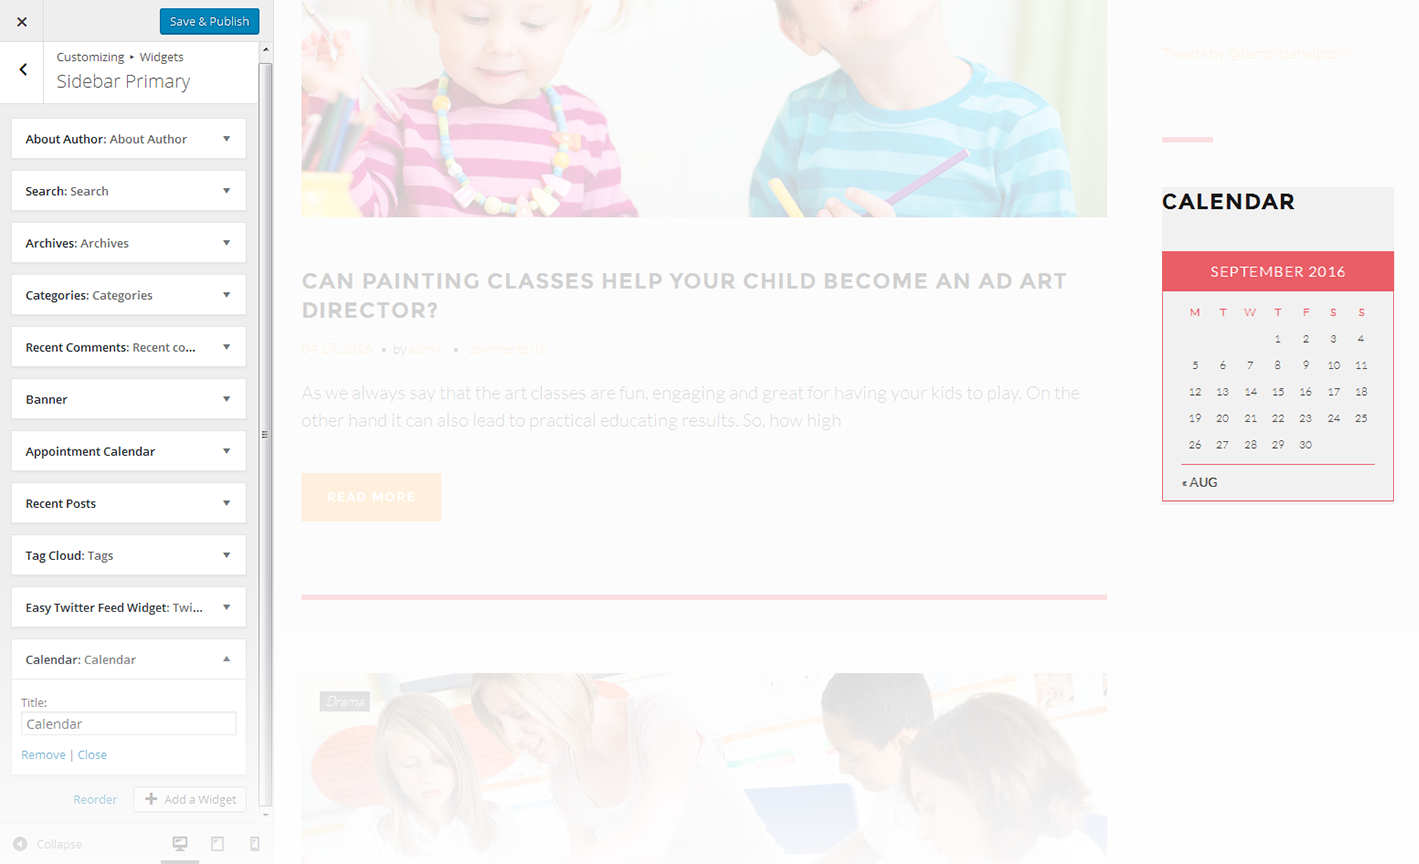 Save & Publish
Customizing ▸ Widgets
Sidebar Primary
About Author: About Author
Search: Search
Archives: Archives
Categories: Categories
Recent Comments: Recent co...
Banner
Appointment Calendar
Recent Posts
Tag Cloud: Tags
Easy Twitter Feed Widget: Twi...
Calendar: Calendar
Title:
Calendar
Remove | Close
Reorder
Add a Widget
Collapse
CAN PAINTING CLASSES HELP YOUR CHILD BECOME AN AD ART
DIRECTOR?
04.17.2016 • by admin • comments (0)
As we always say that the art classes are fun, engaging and great for having your kids to play. On the
other hand it can also lead to practical educating results. So, how high
READ MORE
Drama
Tweets by @templatehelpcom
CALENDAR
SEPTEMBER 2016
M T W T F S S
1 2 3 4
5 6 7 8 9 10 11
12 13 14 15 16 17 18
19 20 21 22 23 24 25
26 27 28 29 30
« AUG